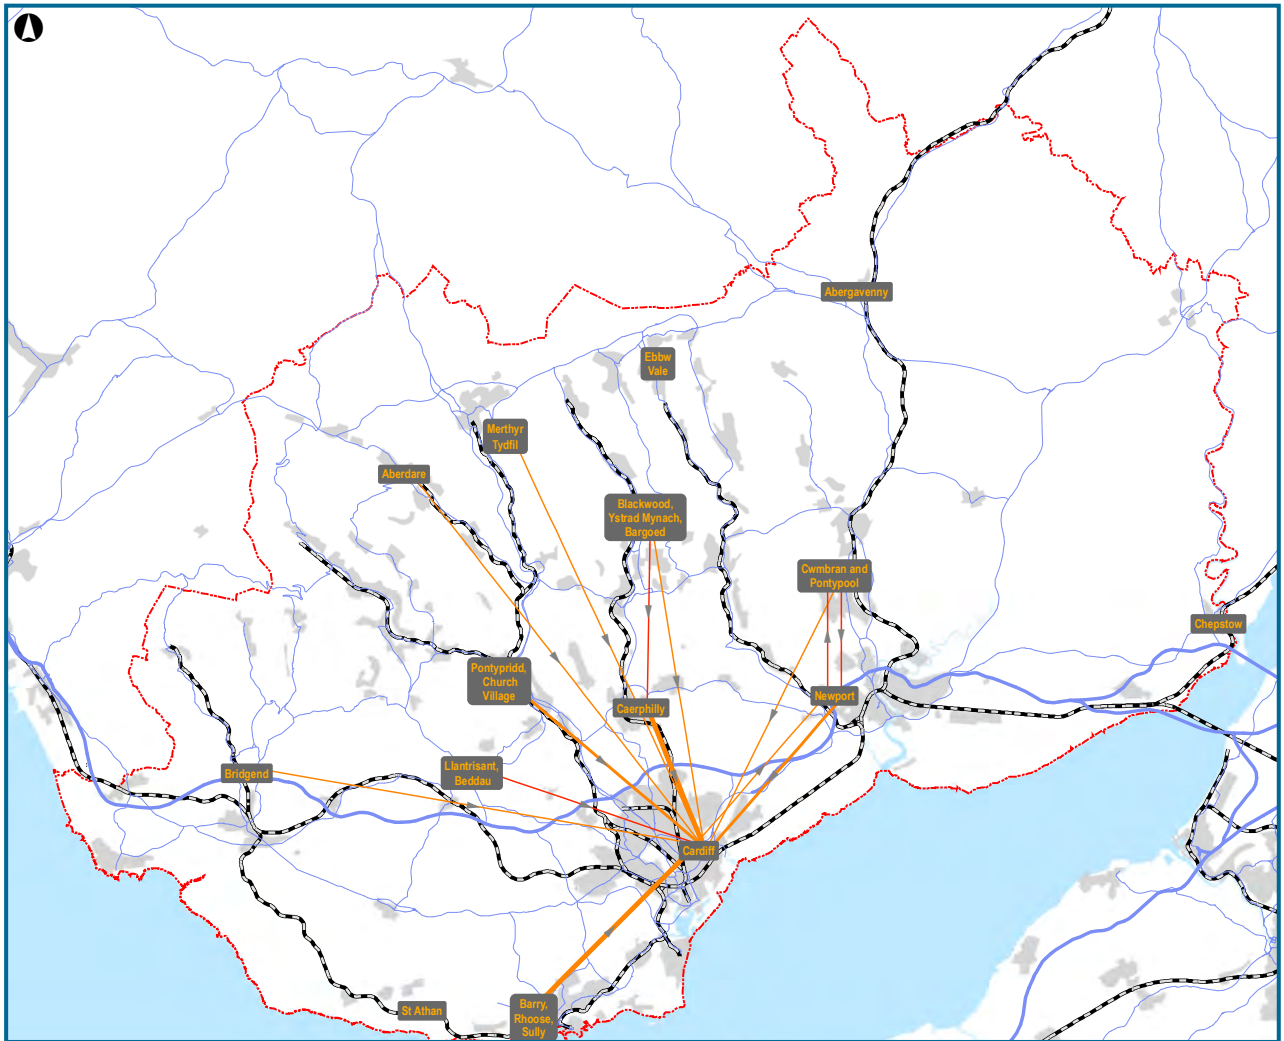 Abergavenny
Ebbw
Vale
Merthyr
Tydfil
Aberdare
Blackwood,
Ystrad Mynach,
Bargoed
Cwmbran and
Pontypool
Chepstow
Pontypridd,
Church
Village
Newport
Caerphilly
Llantrisant,
Beddau
Bridgend
Cardiff
St Athan
Barry,
Rhoose,
Sully